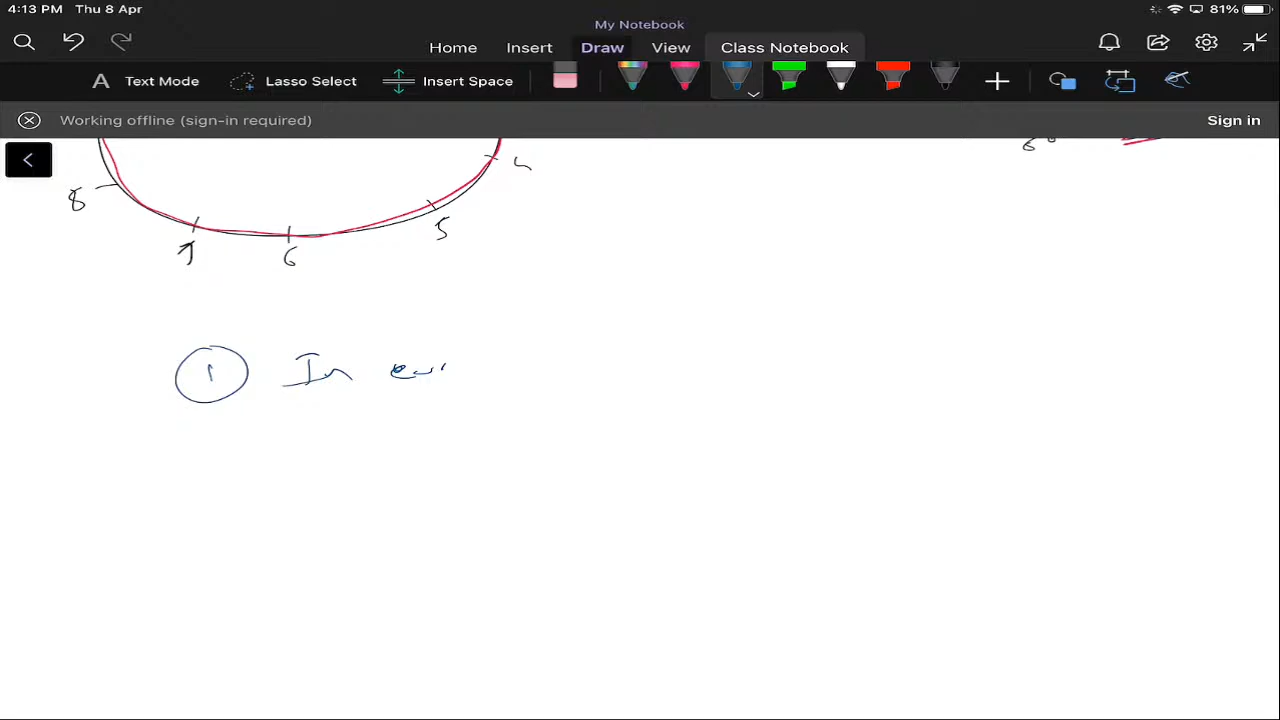 4:13 PM Thu 8 Apr 81%
My Notebook
Home Insert Draw View Class Notebook
Text Mode Lasso Select Insert Space
Working offline (sign-in required) Sign in
4
8
5
7
6
1 In